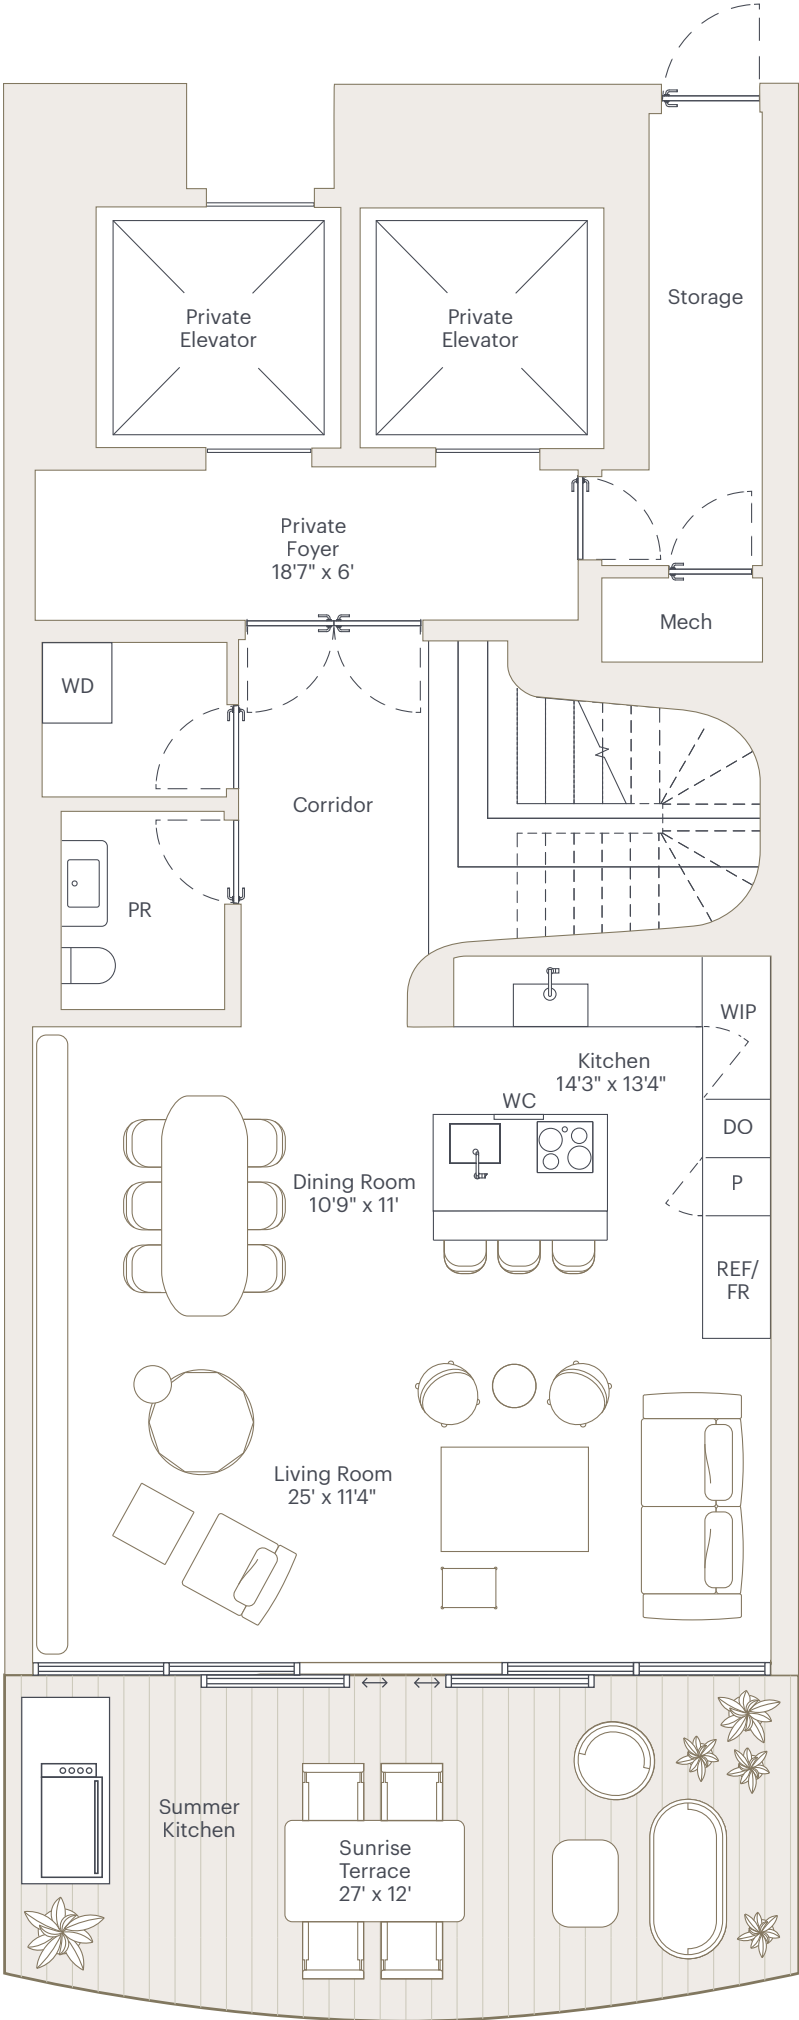 Storage
Private
Elevator
Private
Elevator
Private
Foyer
18'7" x 6'
Mech
WD
Corridor
PR
WIP
Kitchen
14'3" x 13'4"
WC
DO
Dining Room
10'9" x 11'
P
REF/
FR
Living Room
25' x 11'4"
Summer
Kitchen
Sunrise
Terrace
27' x 12'